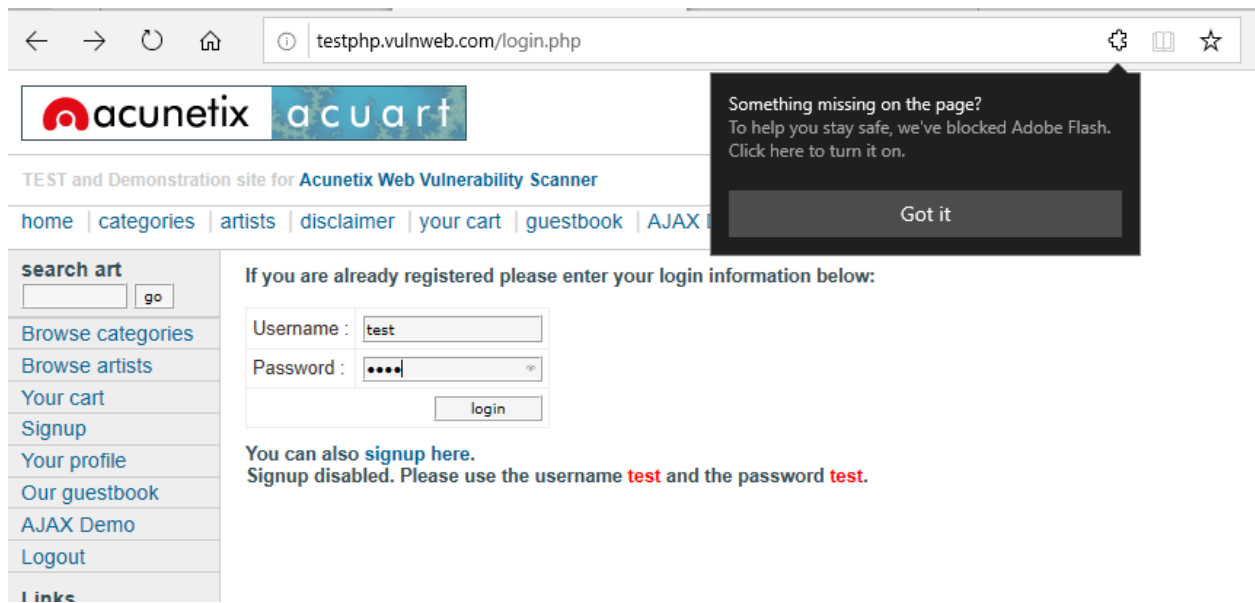 testphp.vulnweb.com/login.php
Something missing on the page?
To help you stay safe, we've blocked Adobe Flash.
Click here to turn it on.
Got it
acunetix acuart
TEST and Demonstration site for Acunetix Web Vulnerability Scanner
home | categories | artists | disclaimer | your cart | guestbook | AJAX
search art
go
Browse categories
Browse artists
Your cart
Signup
Your profile
Our guestbook
AJAX Demo
Logout
Links
If you are already registered please enter your login information below:
Username : test
Password : ••••
login
You can also signup here.
Signup disabled. Please use the username test and the password test.